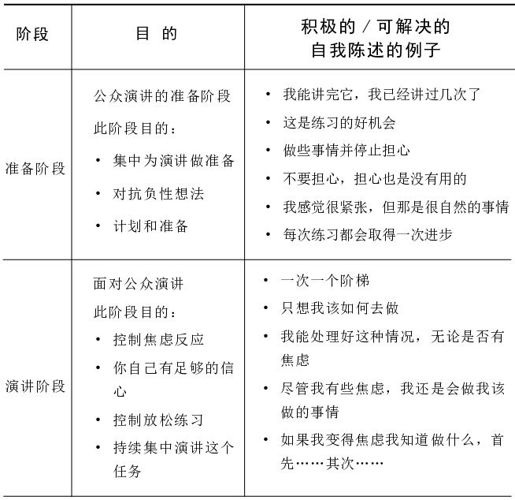 阶段
目 的
积极的 / 可解决的
自我陈述的例子
准备阶段
公众演讲的准备阶段
此阶段目的：
• 集中为演讲做准备
• 对抗负性想法
• 计划和准备
• 我能讲完它，我已经讲过几次了
• 这是练习的好机会
• 做些事情并停止担心
• 不要担心，担心也是没有用的
• 我感觉很紧张，但那是很自然的事情
• 每次练习都会取得一次进步
演讲阶段
面对公众演讲
此阶段目的：
• 控制焦虑反应
• 你自己有足够的信
心
• 控制放松练习
• 持续集中演讲这个
任务
• 一次一个阶梯
• 只想我该如何去做
• 我能处理好这种情况，无论是否有
焦虑
• 尽管我有些焦虑，我还是会做我该
做的事情
• 如果我变得焦虑我知道做什么，首
先……其次……